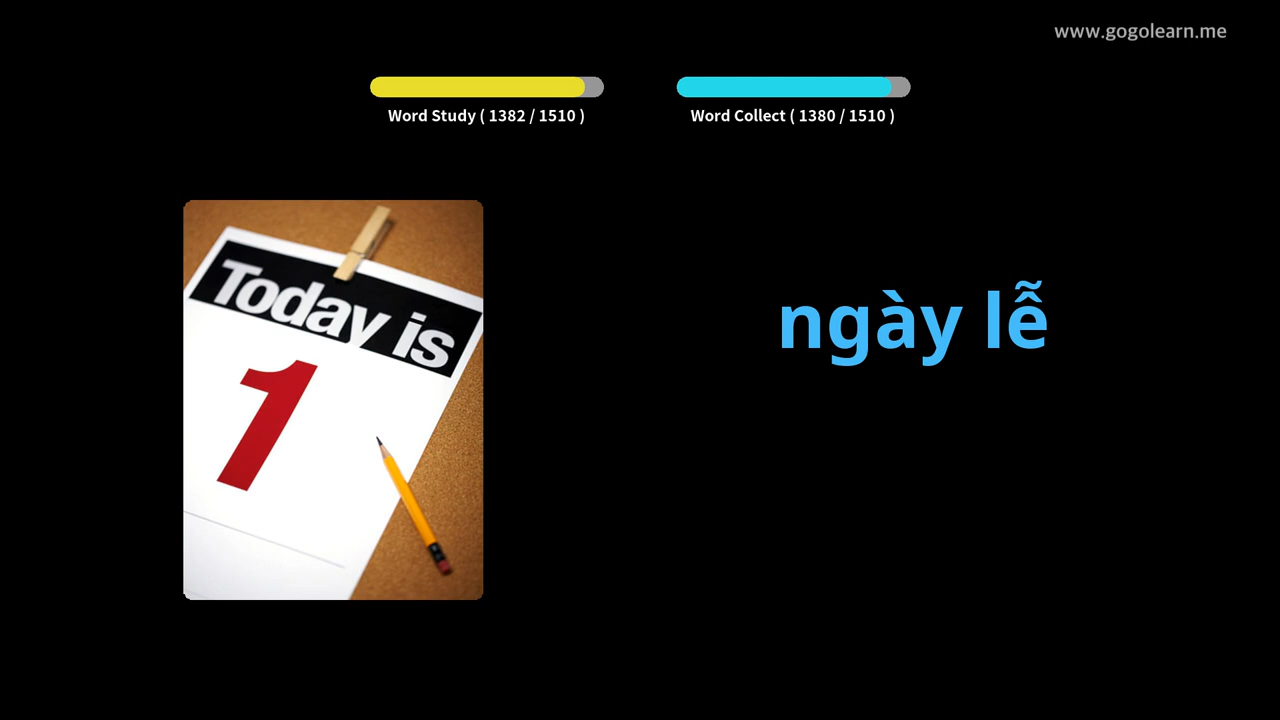 www.gogolearn.me
Word Study ( 1382 / 1510 )
Word Collect ( 1380 / 1510 )
Today is
1
ngày lễ